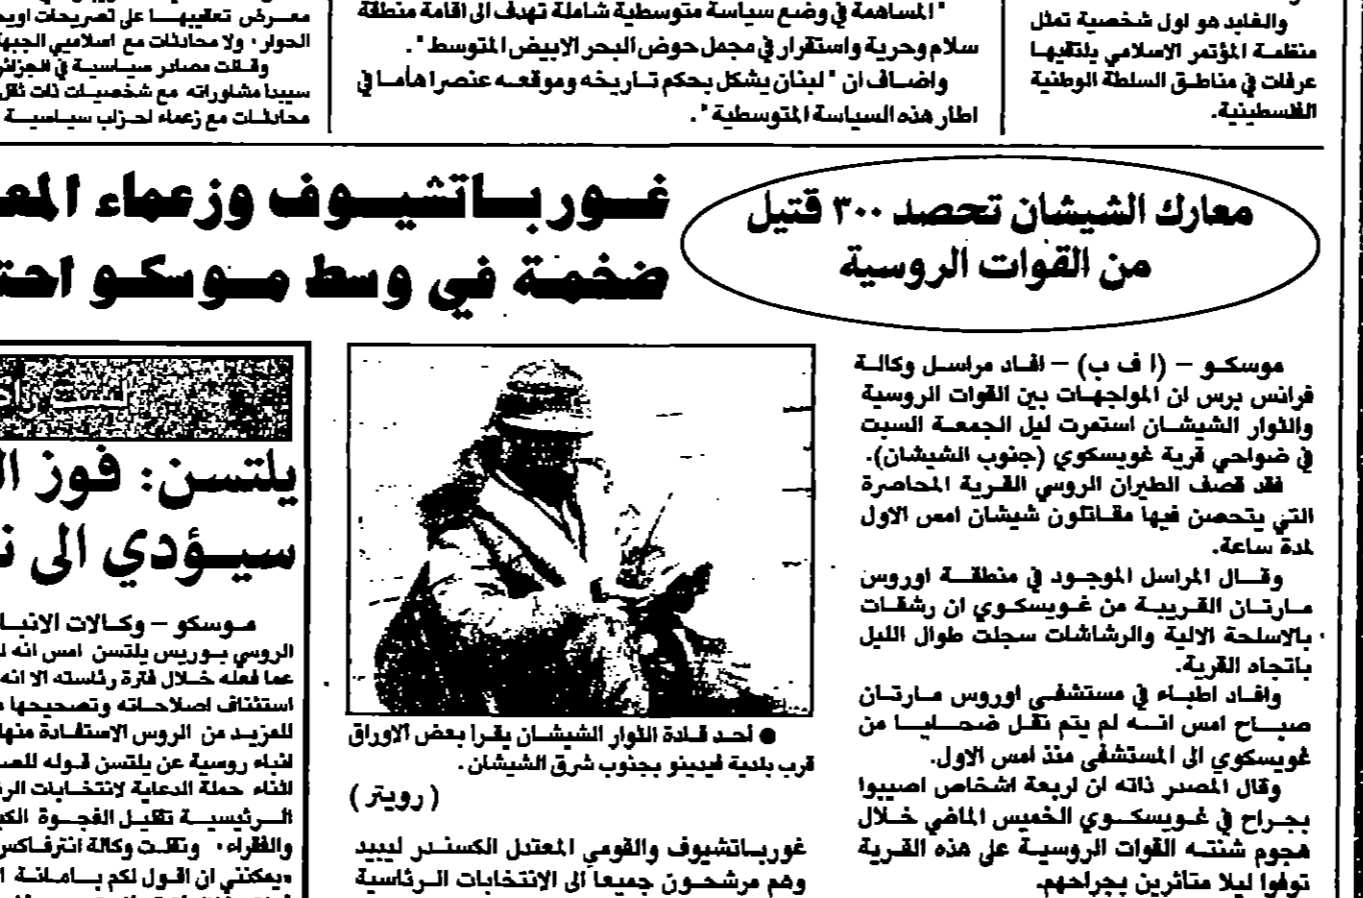 والفابد هو اول شخصية تمثل
منظمة المؤتمر الاسلامي يلتقيها
عرفات في مناطق السلطة الوطنية
الفلسطينية.
"المساهمة في وضع سياسة متوسطية شاملة تهدف الى اقامة منطقة
سلام وحرية واستقرار في مجمل حوض البحر الابيض المتوسط".
واضاف ان "لبنان يشكل بحكم تاريخه وموقعه عنصرا هاما في
اطار هذه السياسة المتوسطية".
معرض تعقيبها على تصريحات
الحوار، ولا محادثات مع اسلاميي
وقالت مصادر سياسية في الجزائر
سيبدا مشاوراته مع شخصيات ذات ثقل
محادثات مع زعماء احزاب سياسية
معارك الشيشان تحصد ٣٠٠ قتيل
من القوات الروسية
غورباتشيوف وزعماء
ضخمة في وسط موسكو
موسكو - (ا ف ب) - افاد مراسل وكالة
فرانس برس ان المواجهات بين القوات الروسية
والثوار الشيشان استمرت ليل الجمعة السبت
في ضواحي قرية غويسكوي (جنوب الشيشان).
فقد قصف الطيران الروسي القرية المحاصرة
التي يتحصن فيها مقاتلون شيشان امس الاول
لمدة ساعة.
وقال المراسل الموجود في منطقة اوروس
مارتان القريبة من غويسكوي ان رشقات
بالاسلحة الالية والرشاشات سجلت طوال الليل
باتجاه القرية.
وافاد اطباء في مستشفى اوروس مارتان
صباح امس انه لم يتم نقل ضحايا من
غويسكوي الى المستشفى منذ امس الاول.
وقال المصدر ذاته ان اربعة اشخاص اصيبوا
بجراح في غويسكوي الخميس الماضي خلال
هجوم شنته القوات الروسية على هذه القرية
توفوا ليلا متاثرين بجراحهم.
● أحد قادة الثوار الشيشان يقرأ بعض الأوراق
قرب بلدية فيدينو بجنوب شرق الشيشان.
(رويتر)
غورباتشيوف والقومي المعتدل الكسندر ليبيد
وهم مرشحون جميعا الى الانتخابات الرئاسية
يلتسن: فوز
سيؤدي الى
موسكو - وكالات
الروسي بوريس يلتسن امس انه
عما فعله خلال فترة رئاسته الا انه
استئناف اصلاحاته وتصحيحها
للمزيد من الروس الاستفادة منها
انباء روسية عن يلتسن قوله
اثناء حملة الدعاية لانتخابات
الرئيسية تقليل الفجوة
والفقراء، ونقلت وكالة انترفاكس
«يمكنني ان اقول لكم بامانة